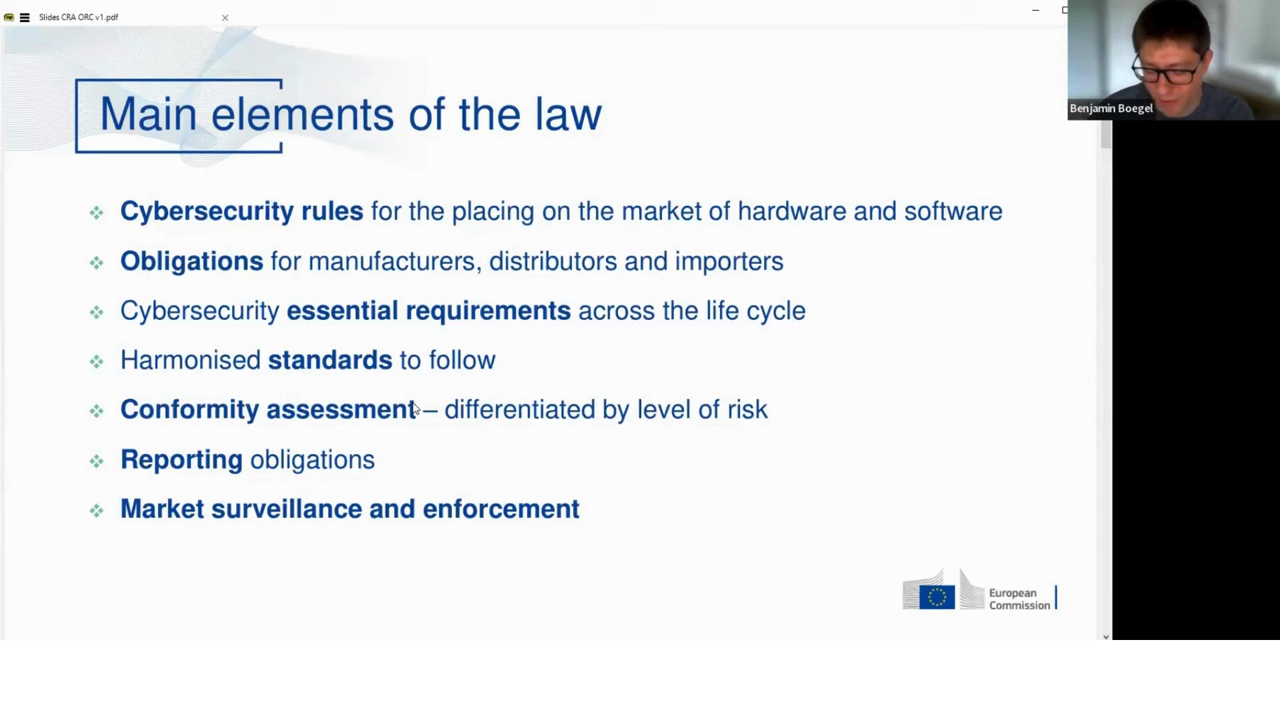 Slides CRA ORC v1.pdf
Benjamin Boegel
Main elements of the law
Cybersecurity rules for the placing on the market of hardware and software
Obligations for manufacturers, distributors and importers
Cybersecurity essential requirements across the life cycle
Harmonised standards to follow
Conformity assessment – differentiated by level of risk
Reporting obligations
Market surveillance and enforcement
European
Commission